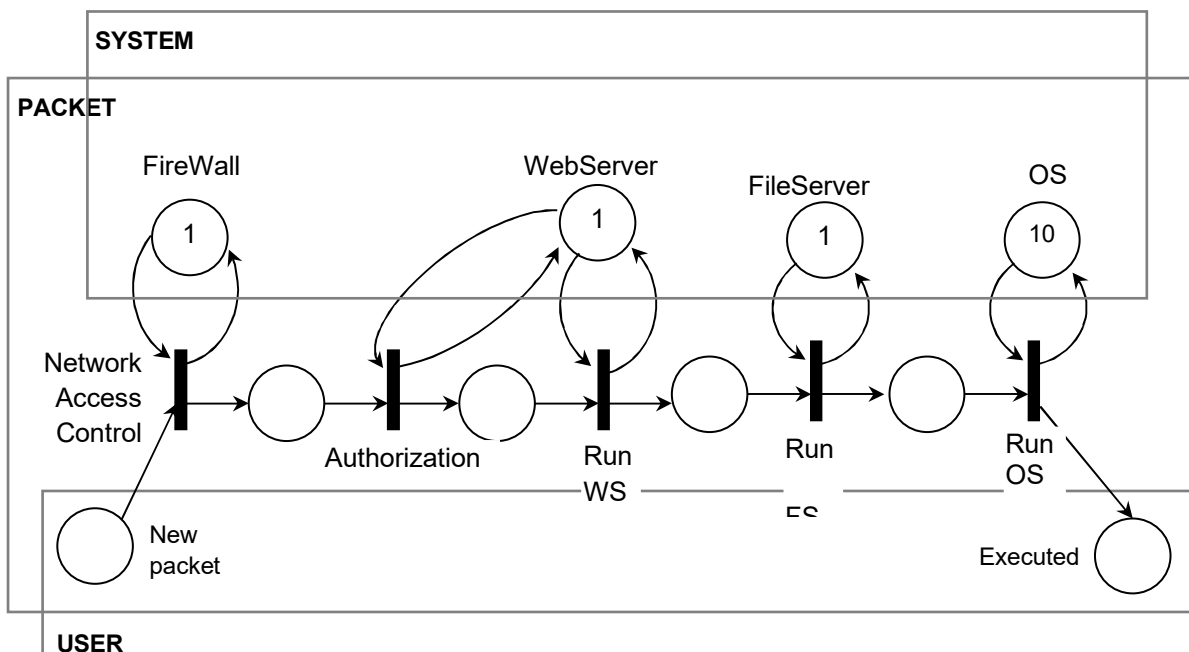 SYSTEM
PACKET
FireWall
WebServer
FileServer
OS
1
1
1
10
Network
Access
Control
Authorization
Run
WS
Run
Run
OS
New
packet
Executed
USER